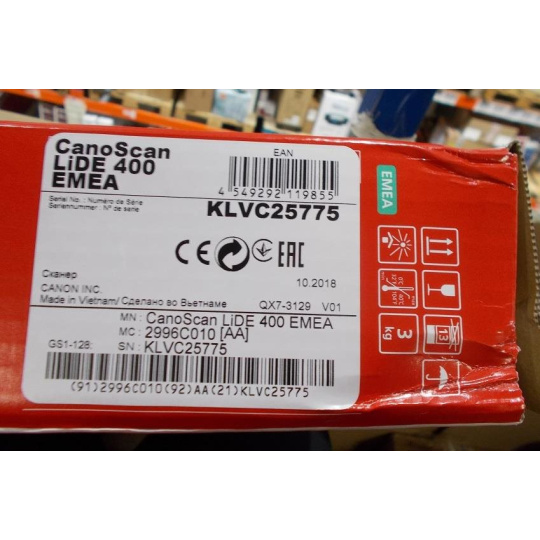 CanoScan
LiDE 400
EMEA
Serial No. : Numéro de Série
Seriennummer : Nº de serie
EAN
4 549292 119855
KLVC25775
CE
EAC
10.2018
Сканер
CANON INC.
Made in Vietnam/ Сделано во Вьетнаме
QX7-3129 V01
MN : CanoScan LiDE 400 EMEA
MC : 2996C010 [AA]
GS1-128: SN : KLVC25775
(91)2996C010(92)AA(21)KLVC25775
EMEA
3
kg
13